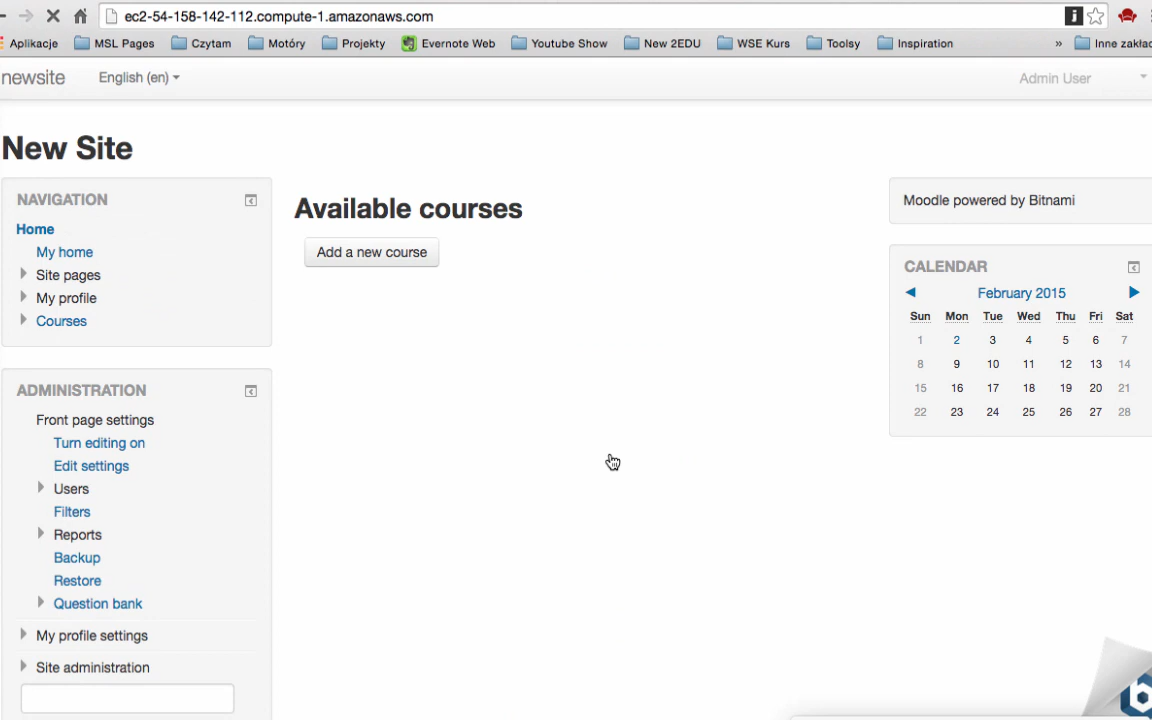 ec2-54-158-142-112.compute-1.amazonaws.com
Aplikacje MSL Pages Czytam Motóry Projekty Evernote Web Youtube Show New 2EDU WSE Kurs Toolsy Inspiration » Inne zakład
newsite English (en) Admin User
New Site
NAVIGATION
Home
My home
Site pages
My profile
Courses
ADMINISTRATION
Front page settings
Turn editing on
Edit settings
Users
Filters
Reports
Backup
Restore
Question bank
My profile settings
Site administration
Available courses
Add a new course
Moodle powered by Bitnami
CALENDAR
February 2015
Sun Mon Tue Wed Thu Fri Sat
1 2 3 4 5 6 7
8 9 10 11 12 13 14
15 16 17 18 19 20 21
22 23 24 25 26 27 28
b